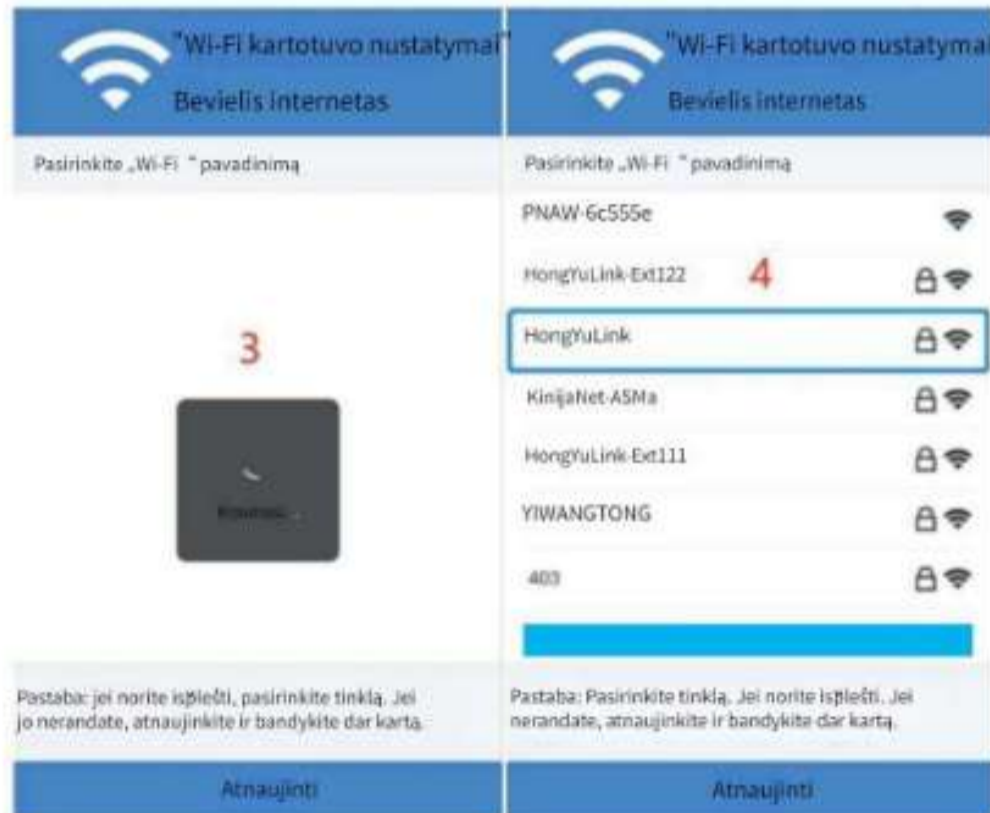 "Wi-Fi kartotuvo nustatymai"
Bevielis internetas
Pasirinkite „Wi-Fi “ pavadinimą
3
Pastaba: jei norite išplėsti, pasirinkite tinklą. Jei
jo nerandate, atnaujinkite ir bandykite dar kartą.
Atnaujinti
"Wi-Fi kartotuvo nustatymai
Bevielis internetas
Pasirinkite „Wi-Fi “ pavadinimą
PNAW-6c555e
HongYuLink-Ext122
4
HongYuLink
KinijaNet-A5Ma
HongYuLink-Ext111
YIWANGTONG
403
Pastaba: Pasirinkite tinklą. Jei norite išplėsti. Jei
nerandate, atnaujinkite ir bandykite dar kartą.
Atnaujinti